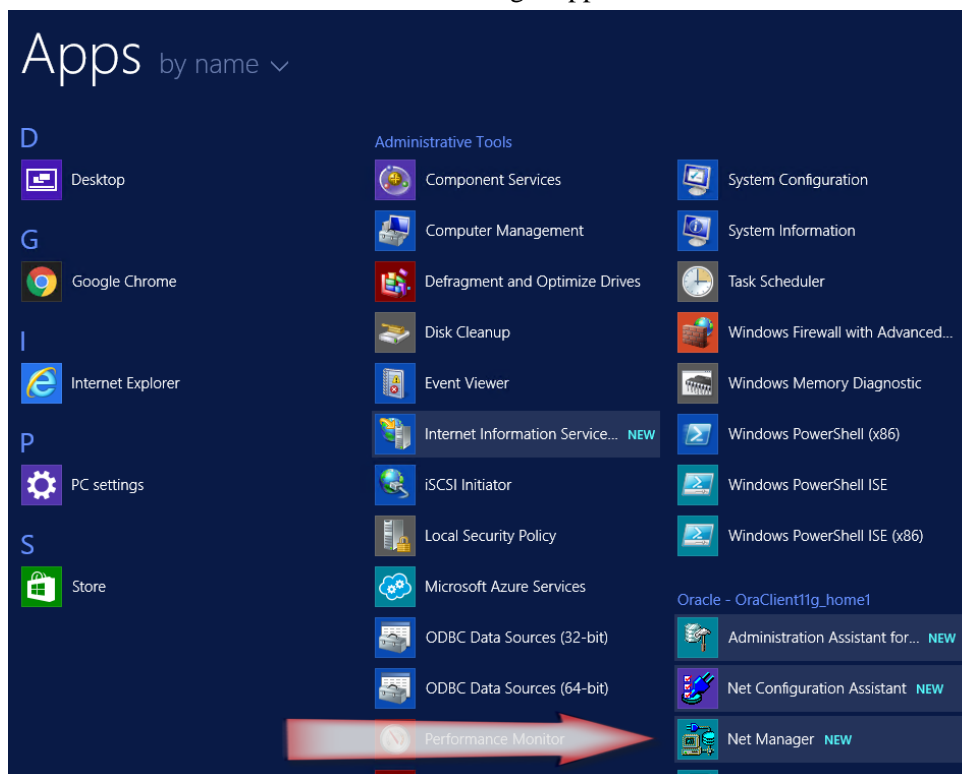 Apps by name
D
Desktop
G
Google Chrome
I
Internet Explorer
P
PC settings
S
Store
Administrative Tools
Component Services
Computer Management
Defragment and Optimize Drives
Disk Cleanup
Event Viewer
Internet Information Service... NEW
iSCSI Initiator
Local Security Policy
Microsoft Azure Services
ODBC Data Sources (32-bit)
ODBC Data Sources (64-bit)
Performance Monitor
System Configuration
System Information
Task Scheduler
Windows Firewall with Advanced...
Windows Memory Diagnostic
Windows PowerShell (x86)
Windows PowerShell ISE
Windows PowerShell ISE (x86)
Oracle - OraClient11g_home1
Administration Assistant for... NEW
Net Configuration Assistant NEW
Net Manager NEW